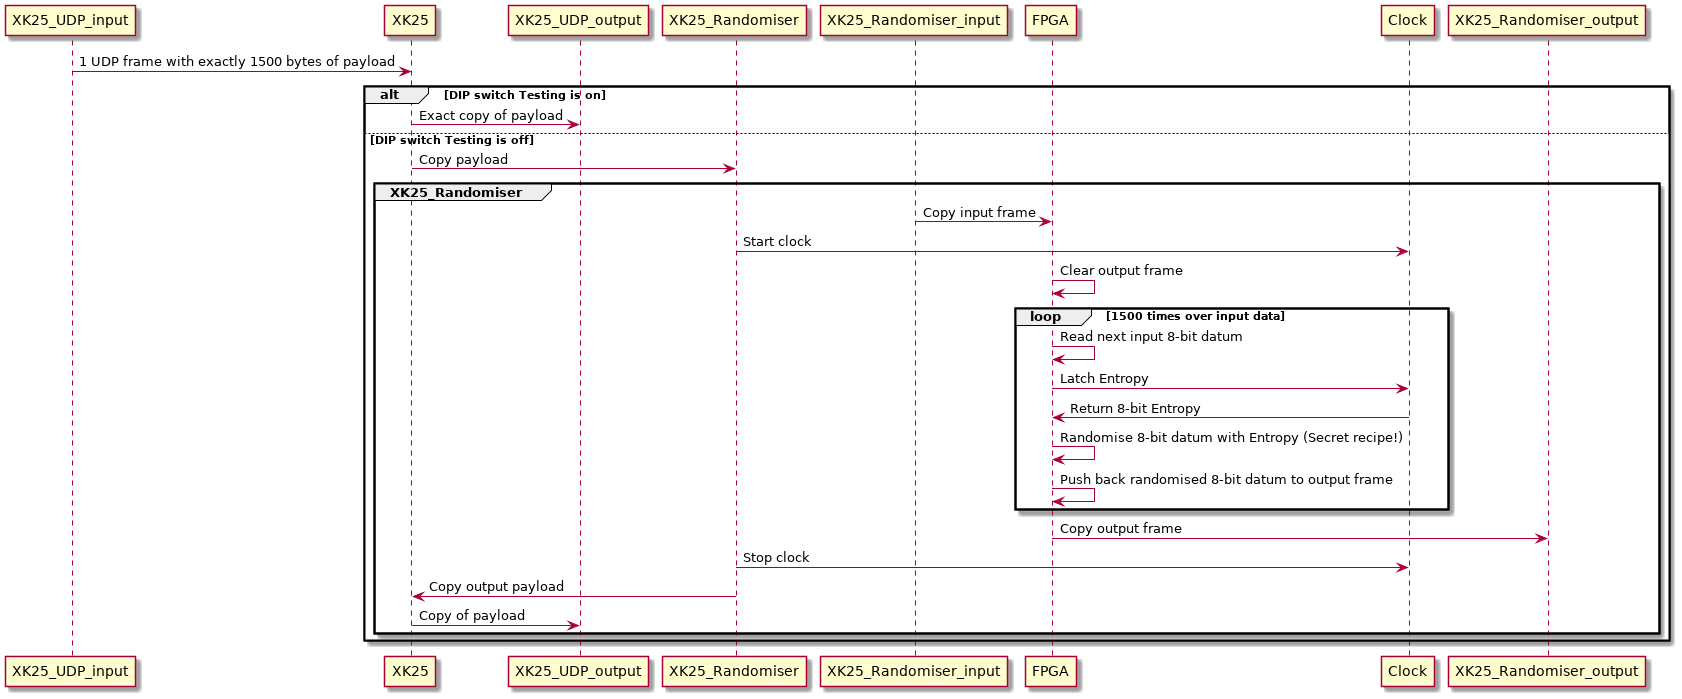 XK25_UDP_input XK25 XK25_UDP_output XK25_Randomiser XK25_Randomiser_input FPGA Clock XK25_Randomiser_output
1 UDP frame with exactly 1500 bytes of payload
alt [DIP switch Testing is on]
Exact copy of payload
[DIP switch Testing is off]
Copy payload
XK25_Randomiser
Copy input frame
Start clock
Clear output frame
loop [1500 times over input data]
Read next input 8-bit datum
Latch Entropy
Return 8-bit Entropy
Randomise 8-bit datum with Entropy (Secret recipe!)
Push back randomised 8-bit datum to output frame
Copy output frame
Stop clock
Copy output payload
Copy of payload
XK25_UDP_input XK25 XK25_UDP_output XK25_Randomiser XK25_Randomiser_input FPGA Clock XK25_Randomiser_output